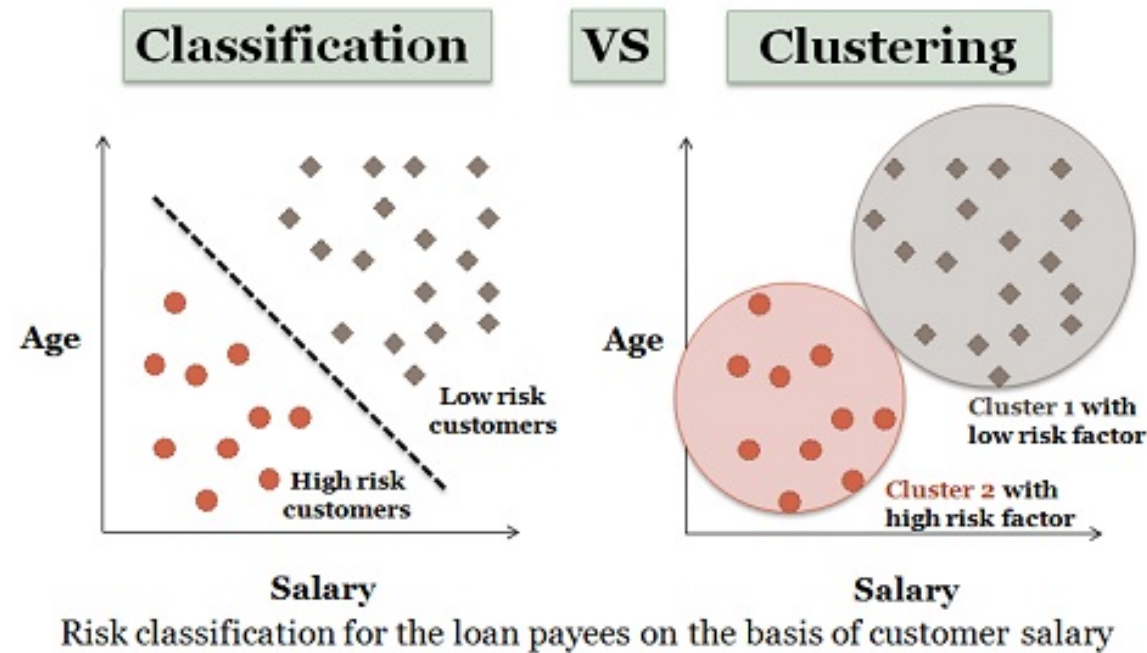 Classification VS Clustering
Age
Low risk
customers
High risk
customers
Salary
Age
Cluster 1 with
low risk factor
Cluster 2 with
high risk factor
Salary
Risk classification for the loan payees on the basis of customer salary